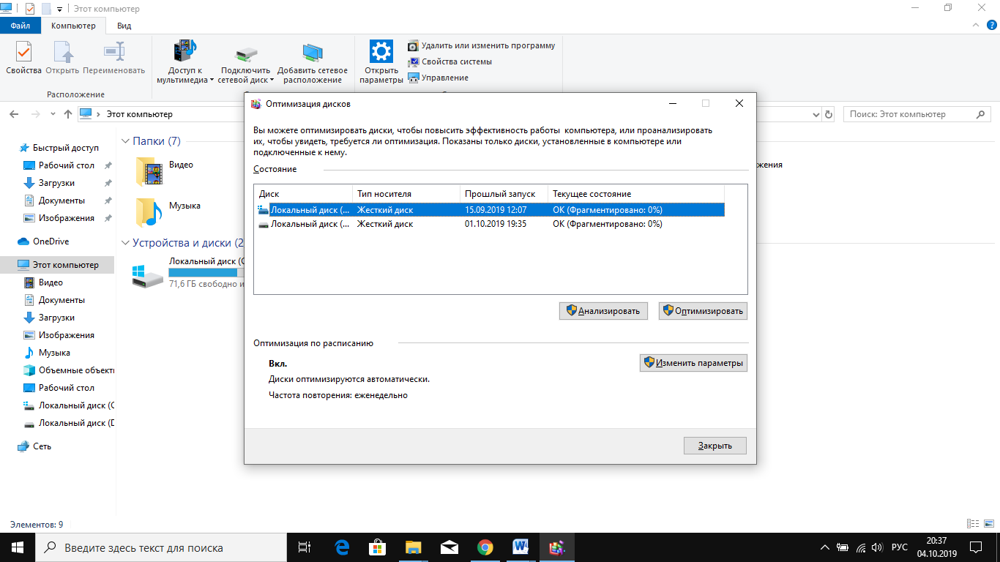 Этот компьютер
Файл Компьютер Вид
Свойства Открыть Переименовать
Доступ к мультимедиа
Подключить сетевой диск
Добавить сетевое расположение
Открыть параметры
Удалить или изменить программу
Свойства системы
Управление
Расположение
Этот компьютер
Поиск: Этот компьютер
Быстрый доступ
Рабочий стол
Загрузки
Документы
Изображения
OneDrive
Этот компьютер
Видео
Документы
Загрузки
Изображения
Музыка
Объемные объект
Рабочий стол
Локальный диск (C
Локальный диск (D
Сеть
Папки (7)
Видео
Музыка
Устройства и диски (2
Локальный диск (C
71,6 ГБ свободно и
жения
Оптимизация дисков
Вы можете оптимизировать диски, чтобы повысить эффективность работы компьютера, или проанализировать
их, чтобы увидеть, требуется ли оптимизация. Показаны только диски, установленные в компьютере или
подключенные к нему.
Состояние
Диск Тип носителя Прошлый запуск Текущее состояние
Локальный диск (... Жесткий диск 15.09.2019 12:07 ОК (Фрагментировано: 0%)
Локальный диск (... Жесткий диск 01.10.2019 19:35 ОК (Фрагментировано: 0%)
Анализировать Оптимизировать
Оптимизация по расписанию
Вкл.
Изменить параметры
Диски оптимизируются автоматически.
Частота повторения: еженедельно
Закрыть
Элементов: 9
Введите здесь текст для поиска
РУС
20:37
04.10.2019